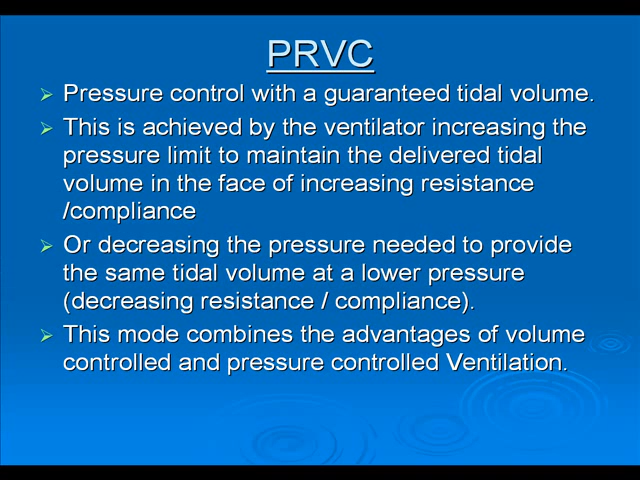 PRVC
Pressure control with a guaranteed tidal volume.
This is achieved by the ventilator increasing the
pressure limit to maintain the delivered tidal
volume in the face of increasing resistance
/compliance
Or decreasing the pressure needed to provide
the same tidal volume at a lower pressure
(decreasing resistance / compliance).
This mode combines the advantages of volume
controlled and pressure controlled Ventilation.